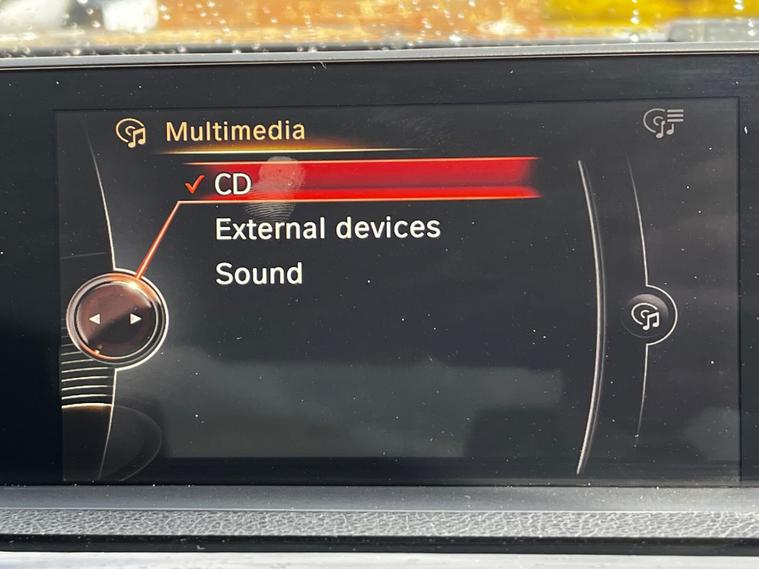 Multimedia
CD
External devices
Sound